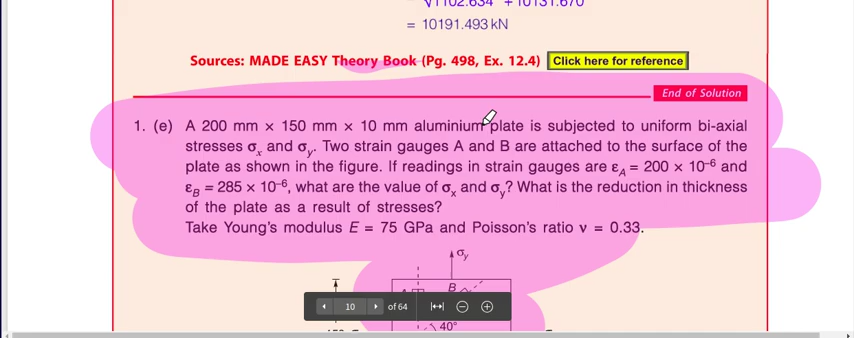 = 10191.493 kN
Sources: MADE EASY Theory Book (Pg. 498, Ex. 12.4) Click here for reference
End of Solution
1. (e) A 200 mm × 150 mm × 10 mm aluminium plate is subjected to uniform bi-axial
stresses σx and σy. Two strain gauges A and B are attached to the surface of the
plate as shown in the figure. If readings in strain gauges are εA = 200 × 10⁻⁶ and
εB = 285 × 10⁻⁶, what are the value of σx and σy? What is the reduction in thickness
of the plate as a result of stresses?
Take Young's modulus E = 75 GPa and Poisson's ratio ν = 0.33.
σy
B
10 of 64
40°